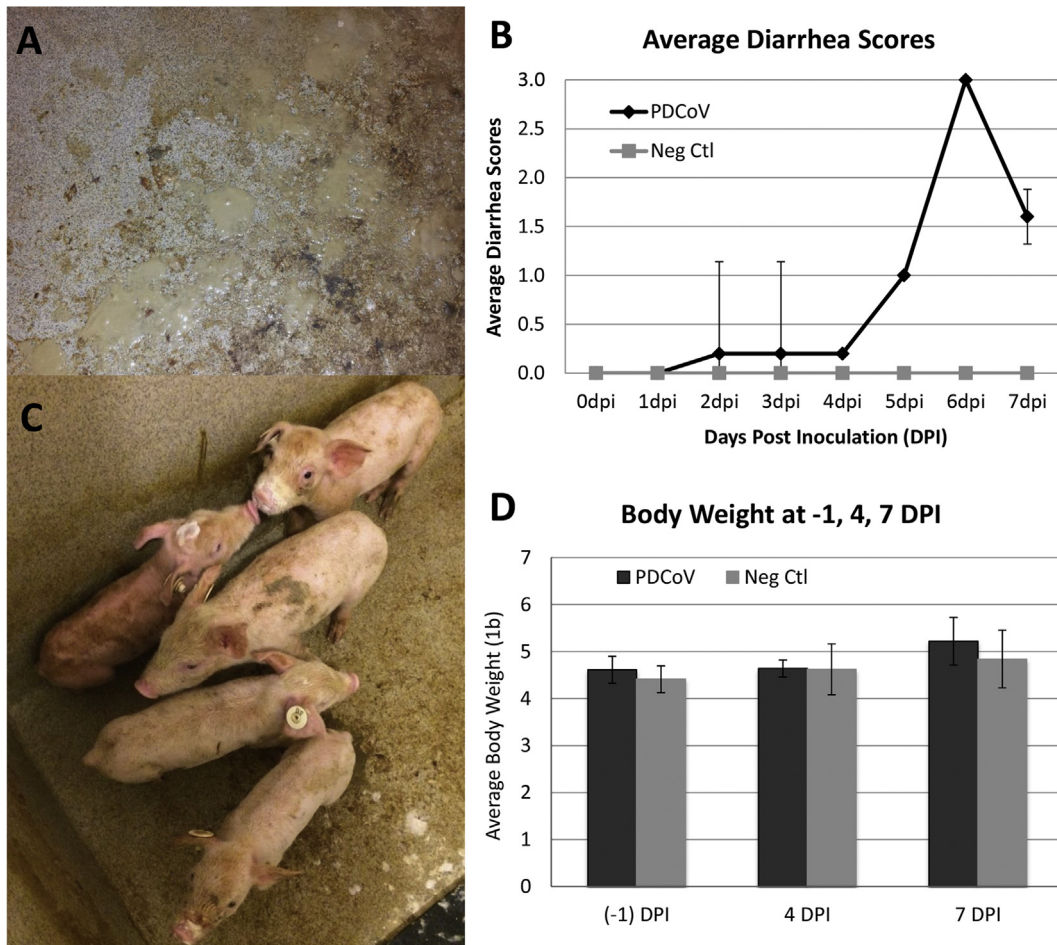 A
B
Average Diarrhea Scores
Average Diarrhea Scores
3.0
2.5
2.0
1.5
1.0
0.5
0.0
PDCoV
Neg Ctl
0dpi 1dpi 2dpi 3dpi 4dpi 5dpi 6dpi 7dpi
Days Post Inoculation (DPI)
C
D
Body Weight at -1, 4, 7 DPI
Average Body Weight (1b)
7
6
5
4
3
2
1
0
PDCoV Neg Ctl
(-1) DPI 4 DPI 7 DPI